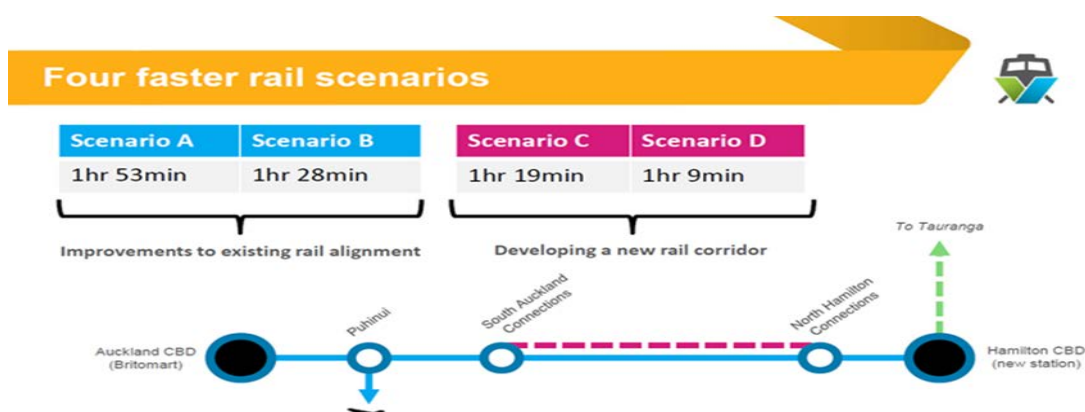 Four faster rail scenarios
Scenario A Scenario B Scenario C Scenario D
1hr 53min 1hr 28min 1hr 19min 1hr 9min
Improvements to existing rail alignment
Developing a new rail corridor
To Tauranga
Puhinui
South Auckland
Connections
North Hamilton
Connections
Auckland CBD
(Britomart)
Hamilton CBD
(new station)